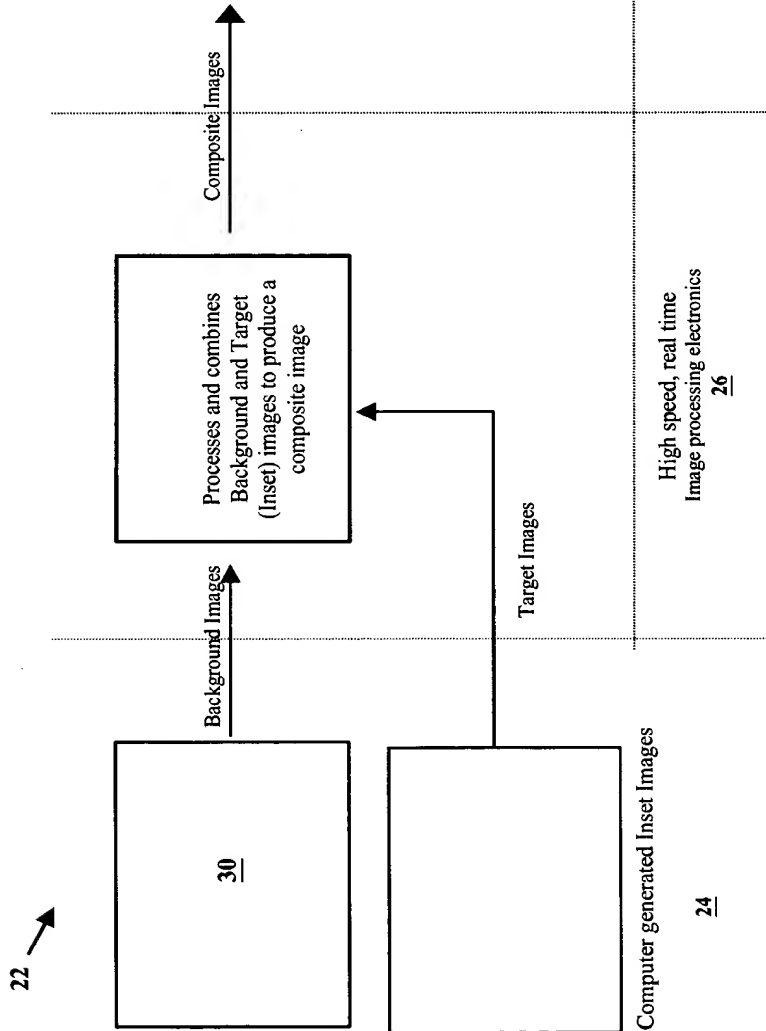 22
30
Background Images
Processes and combines
Background and Target
(Inset) images to produce a
composite image
Composite Images
Target Images
Computer generated Inset Images
24
High speed, real time
Image processing electronics
26